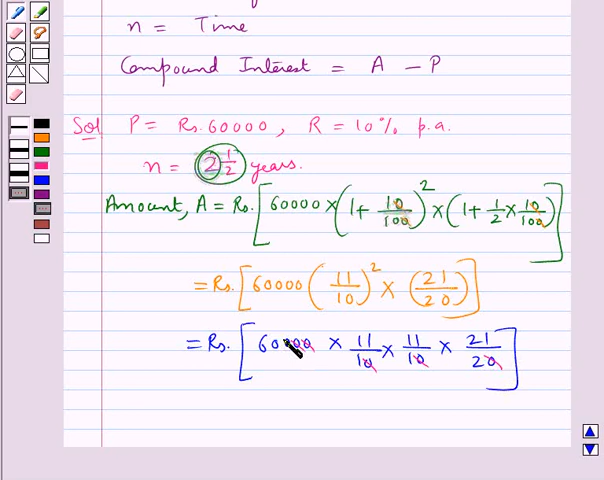 n = Time
Compound Interest = A - P
Sol P = Rs. 60000, R = 10% p.a.
n = 2 1/2 years.
Amount, A = Rs. [60000 × (1 + 10/100)² × (1 + 1/2 × 10/100)]
= Rs. [60000 (11/10)² × (21/20)]
= Rs. [60000 × 11/10 × 11/10 × 21/20]